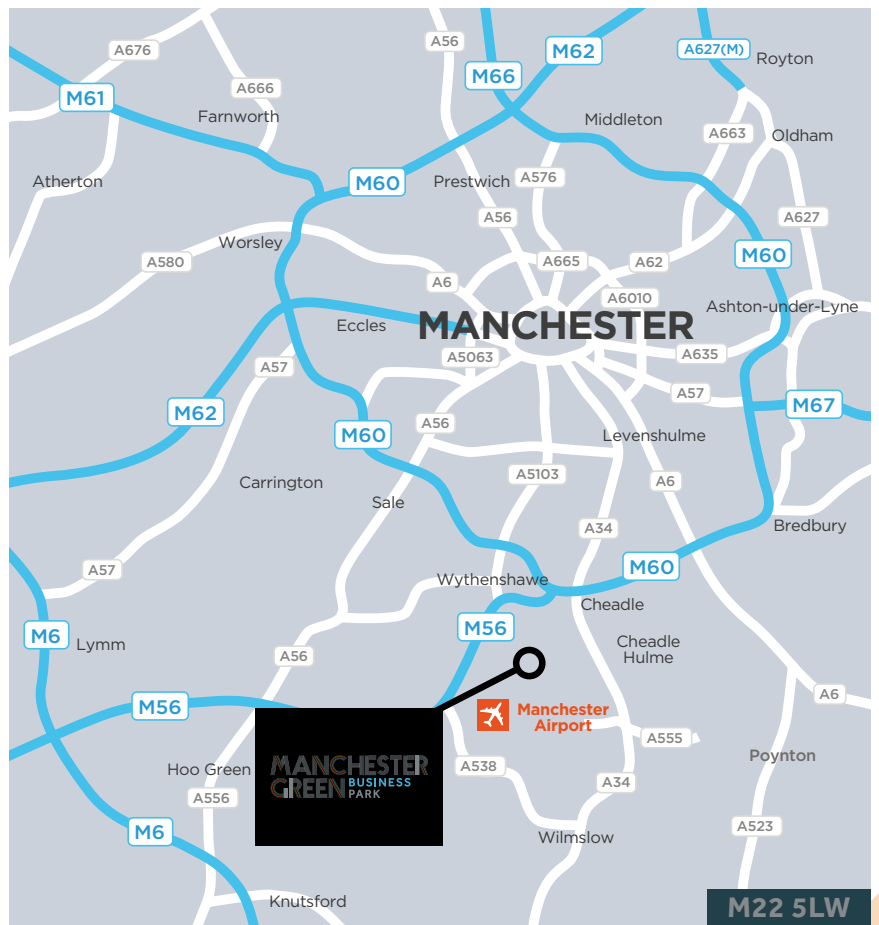 A56
M62
A627(M)
Royton
A676
M66
A666
M61
Farnworth
Middleton
A663
Oldham
Atherton
M60
Prestwich
A576
A56
A627
Worsley
M60
A580
A665
A62
A6
A6010
Ashton-under-Lyne
Eccles
MANCHESTER
A5063
A635
A57
A57
M67
M62
A56
M60
Levenshulme
A5103
A6
Carrington
Sale
A34
Bredbury
M60
A57
Wythenshawe
Cheadle
M6
Lymm
M56
Cheadle
Hulme
A56
A6
M56
Manchester
Airport
A555
Poynton
MANCHESTER
GREEN
BUSINESS
PARK
Hoo Green
A538
A34
A556
M6
A523
Wilmslow
Knutsford
M22 5LW